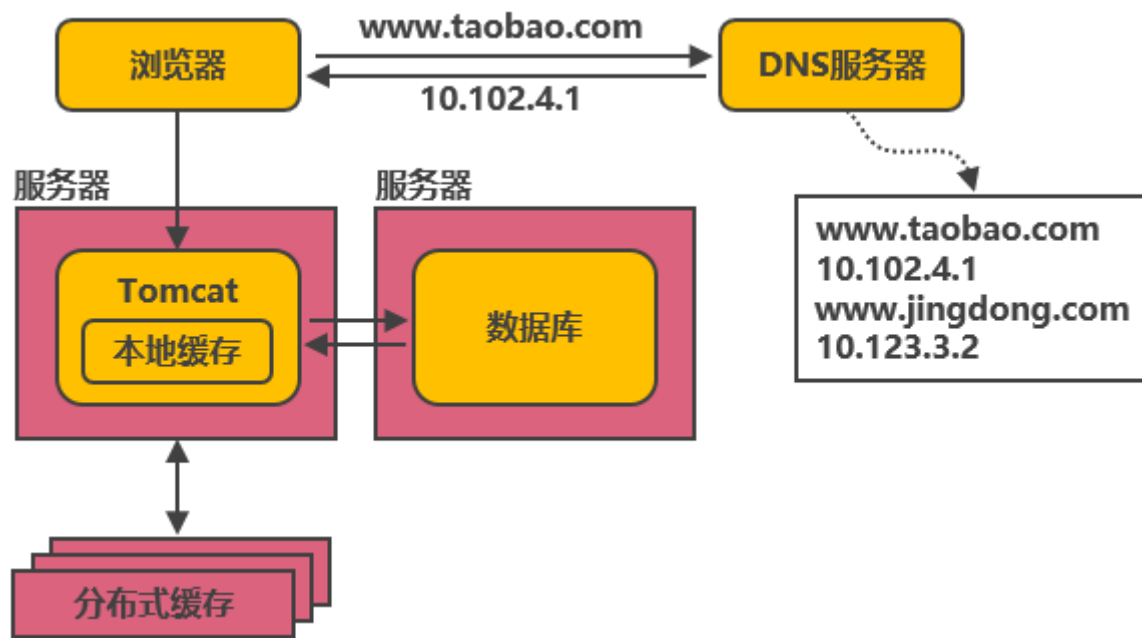 www.taobao.com
浏览器
DNS服务器
10.102.4.1
服务器
服务器
www.taobao.com
10.102.4.1
www.jingdong.com
10.123.3.2
Tomcat
本地缓存
数据库
分布式缓存